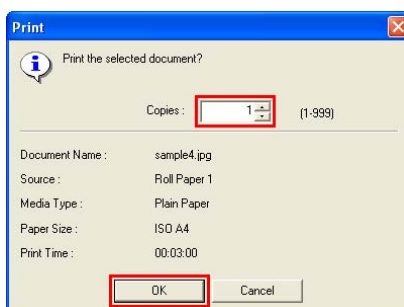 Print
Print the selected document?
Copies : 1 (1-999)
Document Name : sample4.jpg
Source : Roll Paper 1
Media Type : Plain Paper
Paper Size : ISO A4
Print Time : 00:03:00
OK Cancel